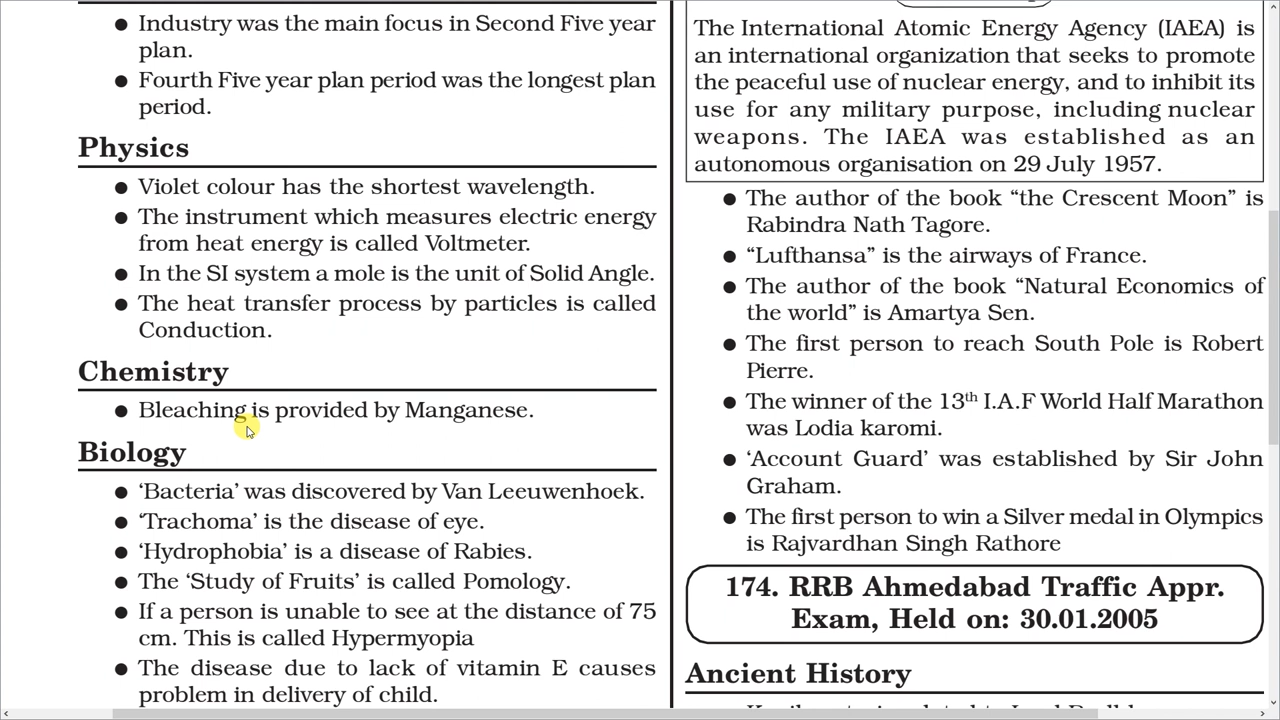 ● Industry was the main focus in Second Five year
plan.
● Fourth Five year plan period was the longest plan
period.
Physics
● Violet colour has the shortest wavelength.
● The instrument which measures electric energy
from heat energy is called Voltmeter.
● In the SI system a mole is the unit of Solid Angle.
● The heat transfer process by particles is called
Conduction.
Chemistry
● Bleaching is provided by Manganese.
Biology
● ‘Bacteria’ was discovered by Van Leeuwenhoek.
● ‘Trachoma’ is the disease of eye.
● ‘Hydrophobia’ is a disease of Rabies.
● The ‘Study of Fruits’ is called Pomology.
● If a person is unable to see at the distance of 75
cm. This is called Hypermyopia
● The disease due to lack of vitamin E causes
problem in delivery of child.
The International Atomic Energy Agency (IAEA) is
an international organization that seeks to promote
the peaceful use of nuclear energy, and to inhibit its
use for any military purpose, including nuclear
weapons. The IAEA was established as an
autonomous organisation on 29 July 1957.
● The author of the book “the Crescent Moon” is
Rabindra Nath Tagore.
● “Lufthansa” is the airways of France.
● The author of the book “Natural Economics of
the world” is Amartya Sen.
● The first person to reach South Pole is Robert
Pierre.
● The winner of the 13th I.A.F World Half Marathon
was Lodia karomi.
● ‘Account Guard’ was established by Sir John
Graham.
● The first person to win a Silver medal in Olympics
is Rajvardhan Singh Rathore
174. RRB Ahmedabad Traffic Appr.
Exam, Held on: 30.01.2005
Ancient History